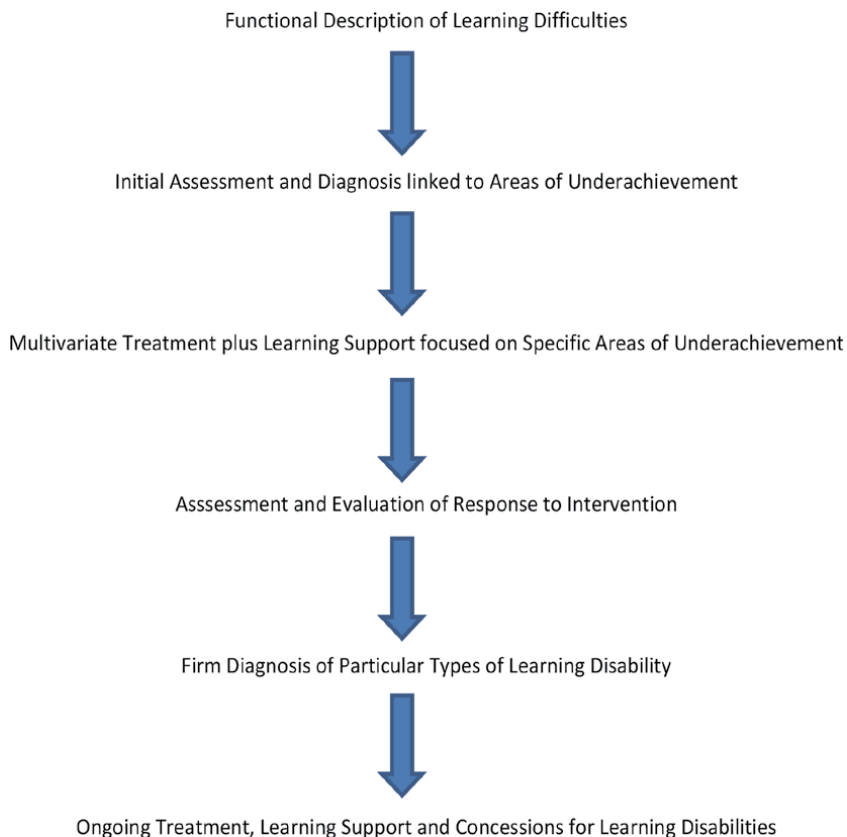 Functional Description of Learning Difficulties
Initial Assessment and Diagnosis linked to Areas of Underachievement
Multivariate Treatment plus Learning Support focused on Specific Areas of Underachievement
Asssessment and Evaluation of Response to Intervention
Firm Diagnosis of Particular Types of Learning Disability
Ongoing Treatment, Learning Support and Concessions for Learning Disabilities